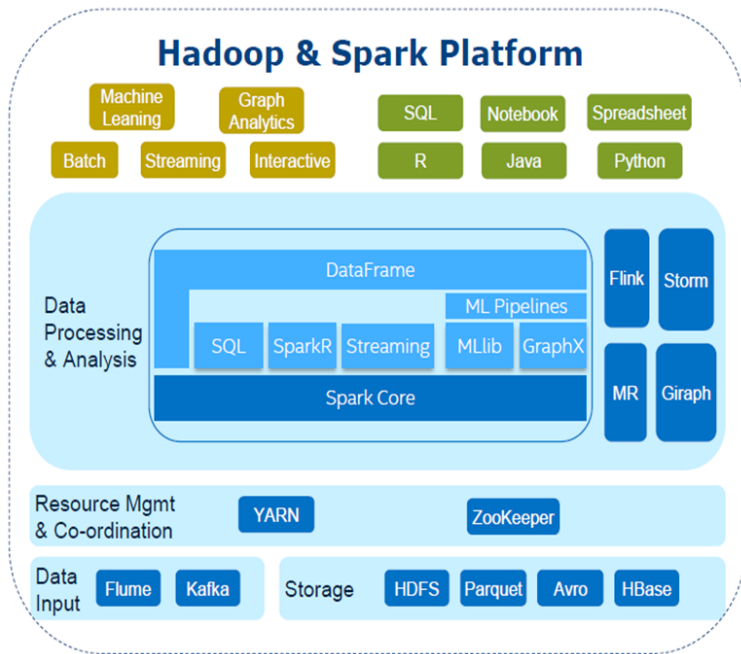 Hadoop & Spark Platform
Machine
Leaning
Graph
Analytics
SQL
Notebook
Spreadsheet
Batch
Streaming
Interactive
R
Java
Python
Data
Processing
& Analysis
DataFrame
ML Pipelines
SQL
SparkR
Streaming
MLlib
GraphX
Spark Core
Flink
Storm
MR
Giraph
Resource Mgmt
& Co-ordination
YARN
ZooKeeper
Data
Input
Flume
Kafka
Storage
HDFS
Parquet
Avro
HBase